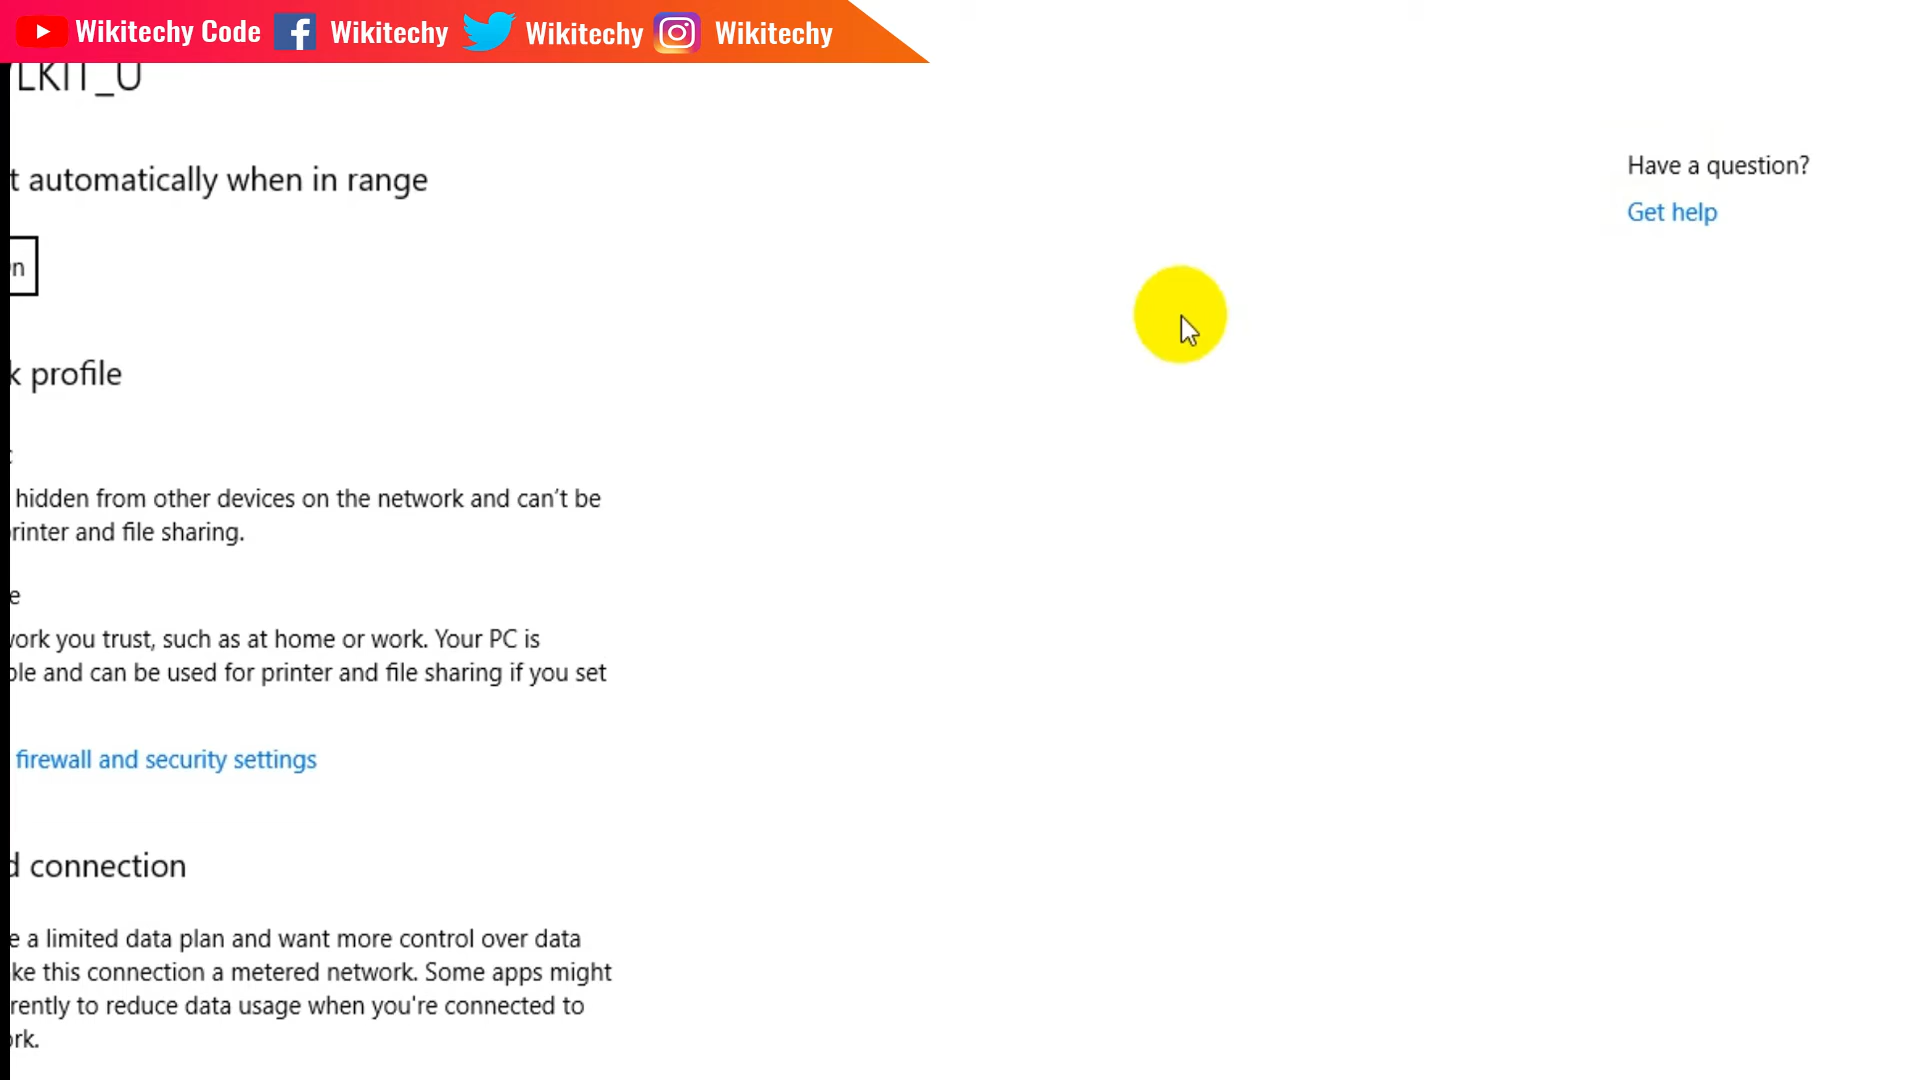 Wikitechy Code Wikitechy Wikitechy Wikitechy
LKIT_U
t automatically when in range
n
k profile
hidden from other devices on the network and can't be
rinter and file sharing.
e
ork you trust, such as at home or work. Your PC is
ble and can be used for printer and file sharing if you set
firewall and security settings
d connection
e a limited data plan and want more control over data
ke this connection a metered network. Some apps might
rently to reduce data usage when you're connected to
ork.
Have a question?
Get help